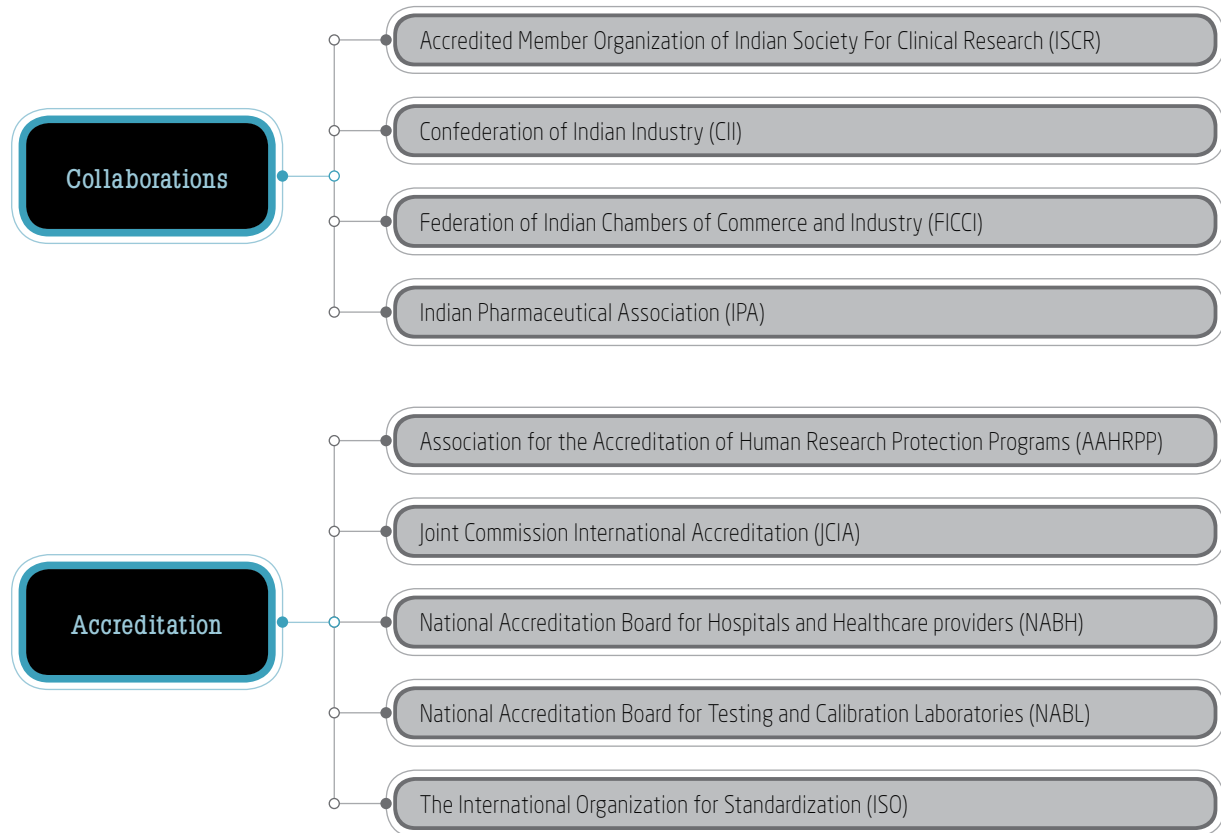 Collaborations
Accredited Member Organization of Indian Society For Clinical Research (ISCR)
Confederation of Indian Industry (CII)
Federation of Indian Chambers of Commerce and Industry (FICCI)
Indian Pharmaceutical Association (IPA)
Accreditation
Association for the Accreditation of Human Research Protection Programs (AAHRPP)
Joint Commission International Accreditation (JCIA)
National Accreditation Board for Hospitals and Healthcare providers (NABH)
National Accreditation Board for Testing and Calibration Laboratories (NABL)
The International Organization for Standardization (ISO)